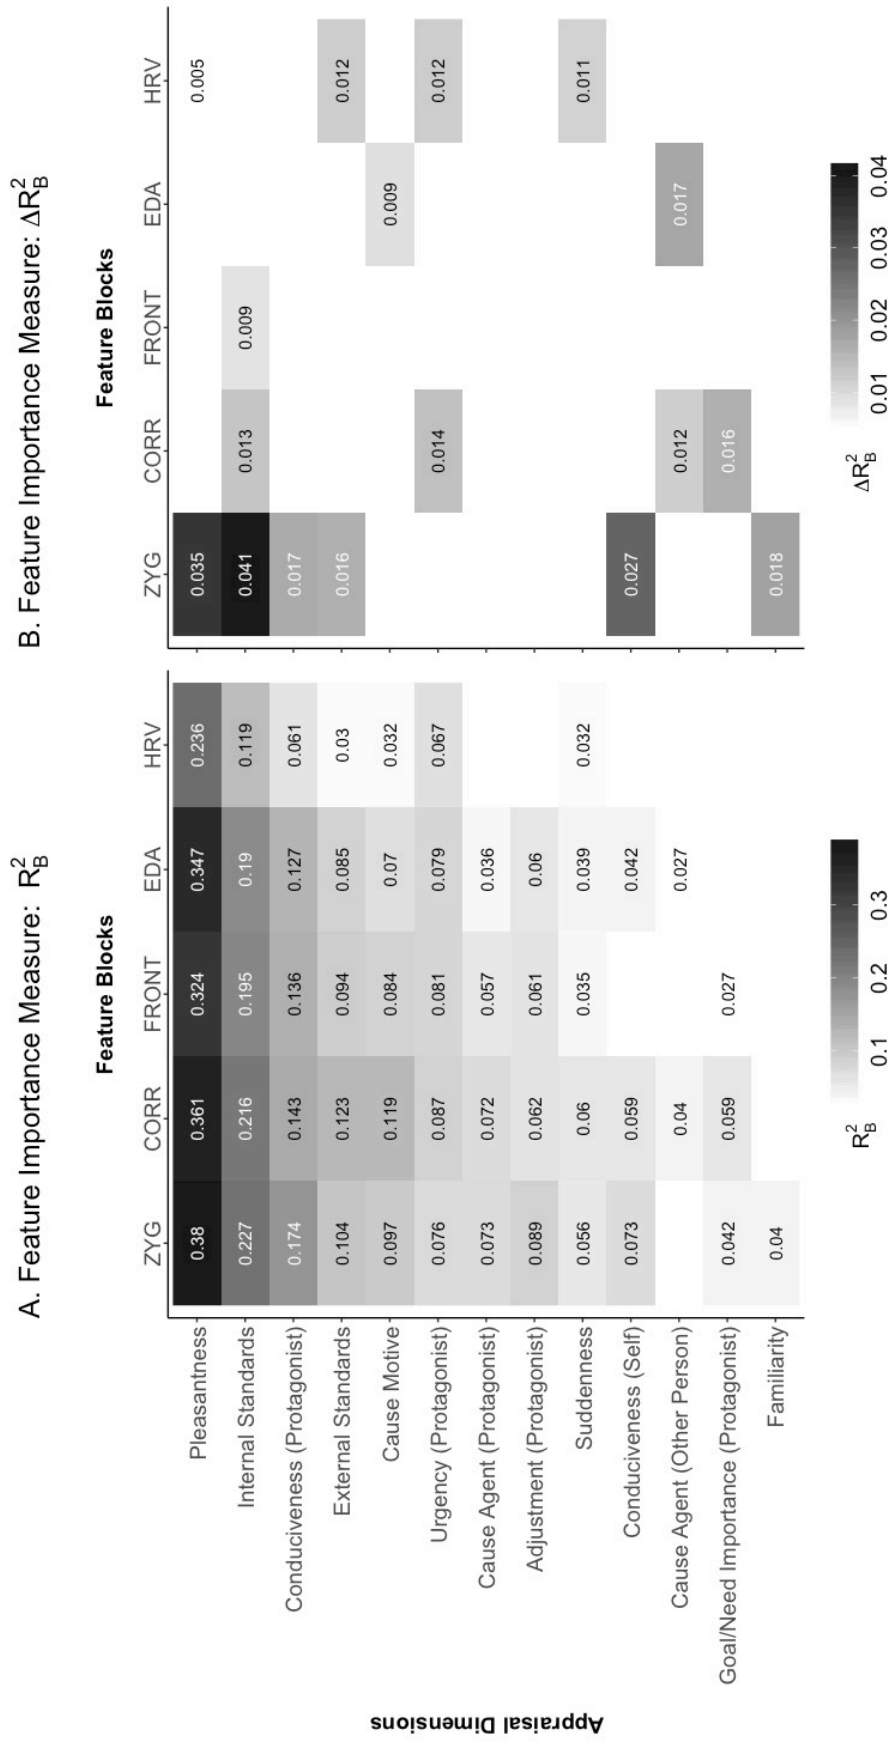 A. Feature Importance Measure: R²B
Feature Blocks
ZYG CORR FRONT EDA HRV
Appraisal Dimensions
Pleasantness 0.38 0.361 0.324 0.347 0.236
Internal Standards 0.227 0.216 0.195 0.19 0.119
Conduciveness (Protagonist) 0.174 0.143 0.136 0.127 0.061
External Standards 0.104 0.123 0.094 0.085 0.03
Cause Motive 0.097 0.119 0.084 0.07 0.032
Urgency (Protagonist) 0.076 0.087 0.081 0.079 0.067
Cause Agent (Protagonist) 0.073 0.072 0.057 0.036
Adjustment (Protagonist) 0.089 0.062 0.061 0.06
Suddenness 0.056 0.06 0.035 0.039 0.032
Conduciveness (Self) 0.073 0.059 0.042
Cause Agent (Other Person) 0.04 0.027
Goal/Need Importance (Protagonist) 0.042 0.059 0.027
Familiarity 0.04
R²B 0.1 0.2 0.3
B. Feature Importance Measure: ΔR²B
Feature Blocks
ZYG CORR FRONT EDA HRV
0.035 0.005
0.041 0.013 0.009
0.017
0.016 0.012
0.009
0.014 0.012
0.011
0.027
0.012 0.017
0.016
0.018
ΔR²B 0.01 0.02 0.03 0.04